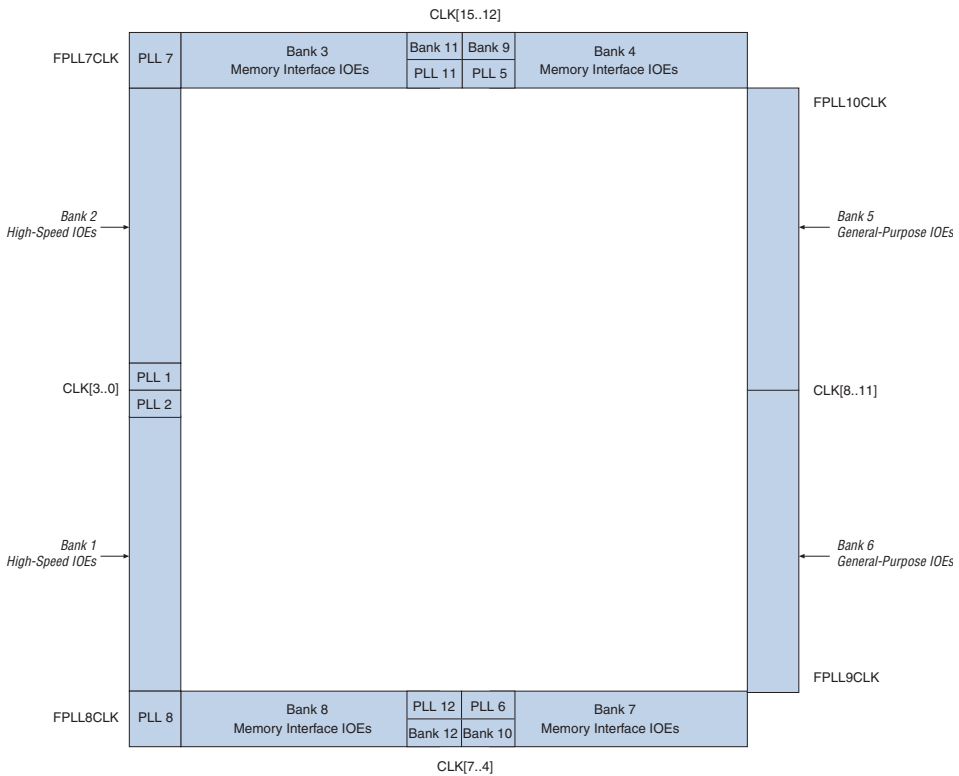 CLK[15..12]
FPLL7CLK
PLL 7
Bank 3
Memory Interface IOEs
Bank 11
Bank 9
PLL 11
PLL 5
Bank 4
Memory Interface IOEs
FPLL10CLK
Bank 2
High-Speed IOEs
Bank 5
General-Purpose IOEs
PLL 1
CLK[3..0]
PLL 2
CLK[8..11]
Bank 1
High-Speed IOEs
Bank 6
General-Purpose IOEs
FPLL9CLK
FPLL8CLK
PLL 8
Bank 8
Memory Interface IOEs
PLL 12
PLL 6
Bank 12
Bank 10
Bank 7
Memory Interface IOEs
CLK[7..4]